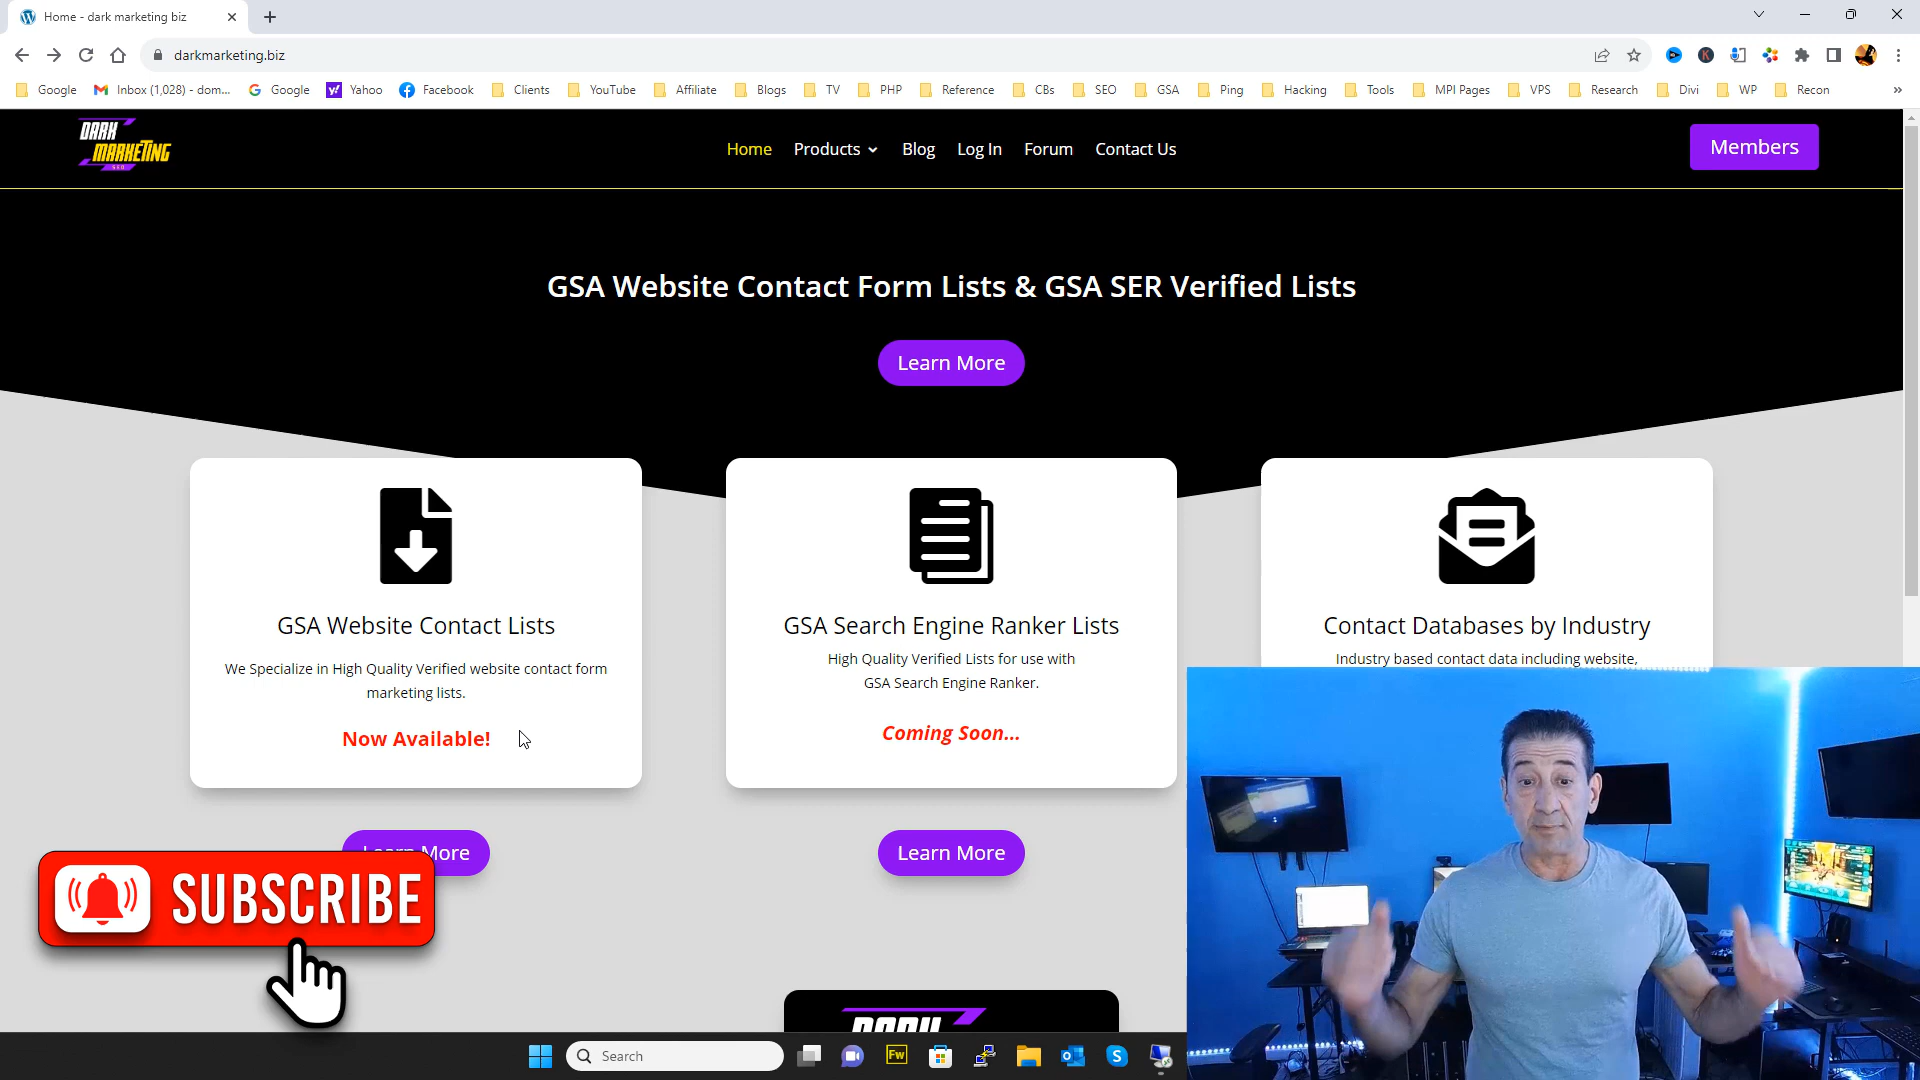 Home - dark marketing biz
darkmarketing.biz
Google
Inbox (1,028) - dom...
Google
Yahoo
Facebook
Clients
YouTube
Affiliate
Blogs
TV
PHP
Reference
CBs
SEO
GSA
Ping
Hacking
Tools
MPI Pages
VPS
Research
Divi
WP
Recon
»
DARK
MARKETING
SEO
Home
Products
Blog
Log In
Forum
Contact Us
Members
GSA Website Contact Form Lists & GSA SER Verified Lists
Learn More
GSA Website Contact Lists
We Specialize in High Quality Verified website contact form
marketing lists.
Now Available!
Learn More
GSA Search Engine Ranker Lists
High Quality Verified Lists for use with
GSA Search Engine Ranker.
Coming Soon...
Learn More
Contact Databases by Industry
Industry based contact data including website,
SUBSCRIBE
DARK
Search
Fw